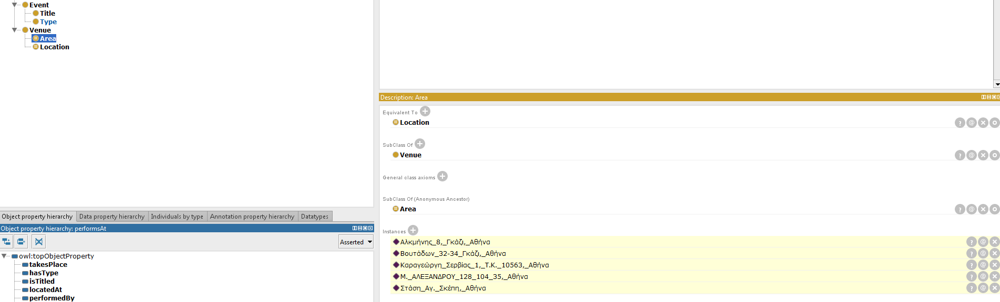 Event
Title
Type
Venue
Area
Location
Object property hierarchy
Data property hierarchy
Individuals by type
Annotation property hierarchy
Datatypes
Object property hierarchy: performsAt
Asserted
owl:topObjectProperty
takesPlace
hasType
isTitled
locatedAt
performedBy
Description: Area
Equivalent To
Location
SubClass Of
Venue
General class axioms
SubClass Of (Anonymous Ancestor)
Area
Instances
Αλκμήνης_8,_Γκάζι,_Αθήνα
Βουτάδων_32-34_Γκάζι,_Αθήνα
Καραγεώργη_Σερβίας_1,_Τ.Κ._10563,_Αθήνα
Μ._ΑΛΕΞΑΝΔΡΟΥ_128_104_35,_Αθήνα
Στάση_Αγ._Σκέπη,_Αθήνα